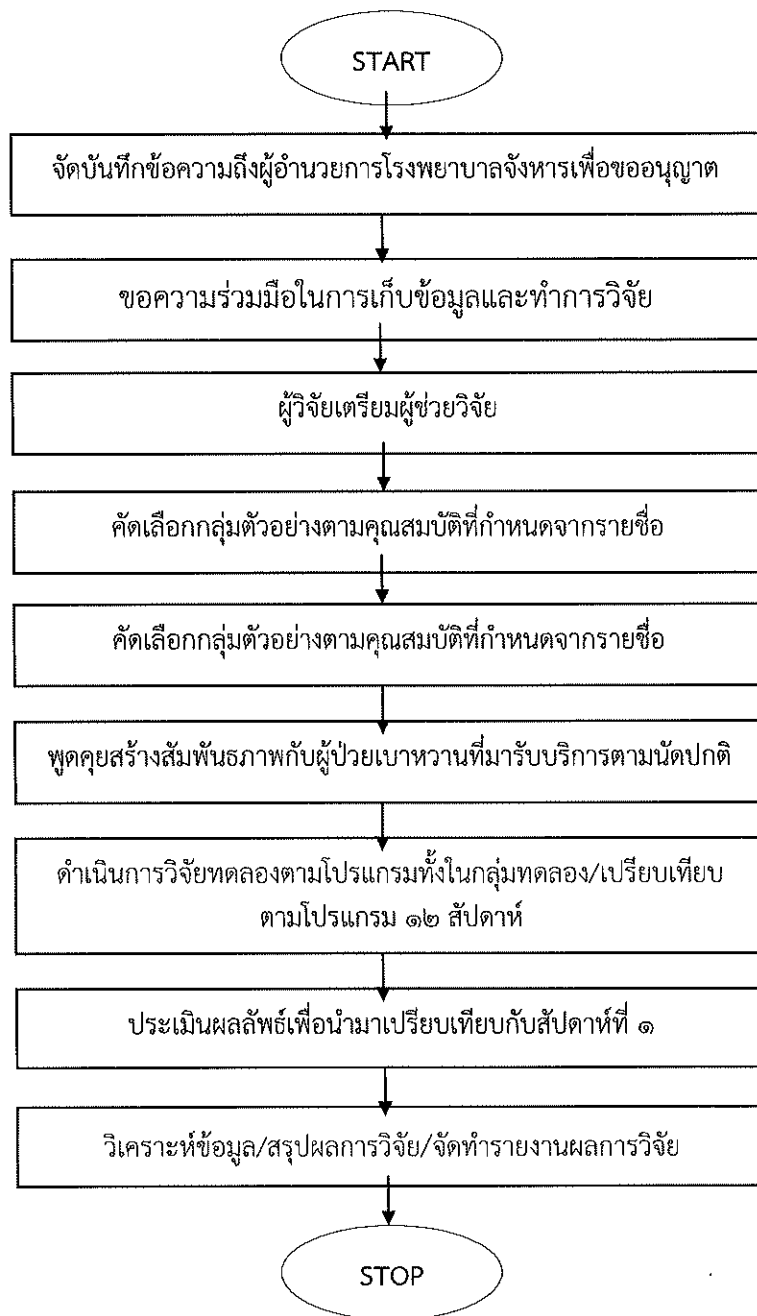 START
จัดบันทึกข้อความถึงผู้อำนวยการโรงพยาบาลจังหารเพื่อขออนุญาต
ขอความร่วมมือในการเก็บข้อมูลและทำการวิจัย
ผู้วิจัยเตรียมผู้ช่วยวิจัย
คัดเลือกกลุ่มตัวอย่างตามคุณสมบัติที่กำหนดจากรายชื่อ
คัดเลือกกลุ่มตัวอย่างตามคุณสมบัติที่กำหนดจากรายชื่อ
พูดคุยสร้างสัมพันธภาพกับผู้ป่วยเบาหวานที่มารับบริการตามนัดปกติ
ดำเนินการวิจัยทดลองตามโปรแกรมทั้งในกลุ่มทดลอง/เปรียบเทียบ
ตามโปรแกรม ๑๒ สัปดาห์
ประเมินผลลัพธ์เพื่อนำมาเปรียบเทียบกับสัปดาห์ที่ ๑
วิเคราะห์ข้อมูล/สรุปผลการวิจัย/จัดทำรายงานผลการวิจัย
STOP